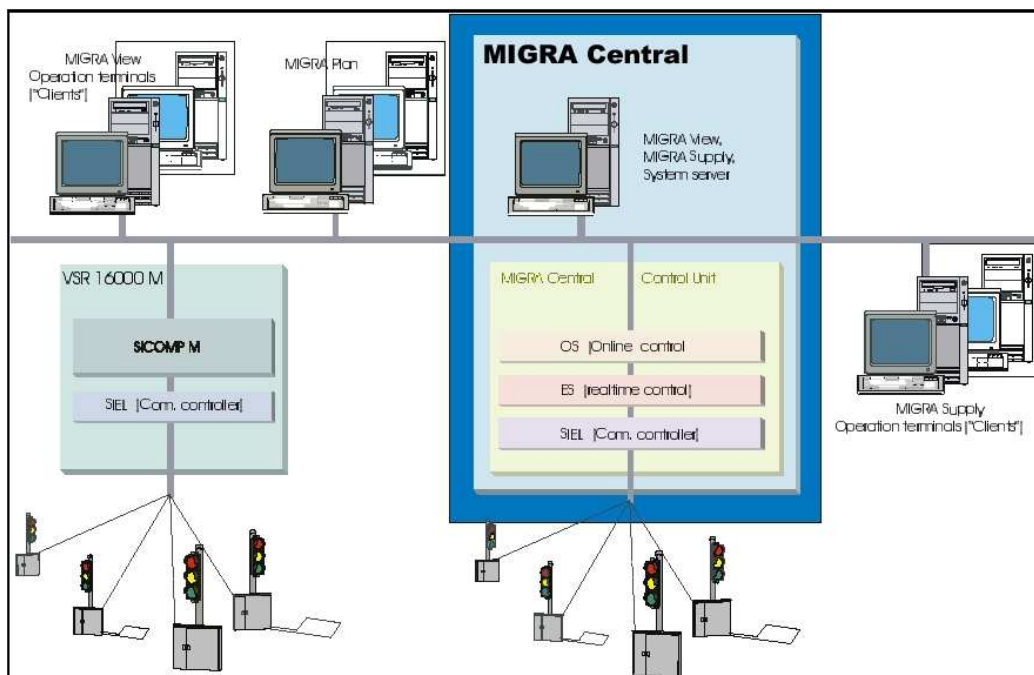 MIGRA View
Operation terminals
["Clients"]
MIGRA Plan
MIGRA Central
MIGRA View,
MIGRA Supply,
System server
VSR 16000 M
SICOMP M
SIEL [Com. controller]
MIGRA Central Control Unit
OS [Online control
ES [realtime control]
SIEL [Com. controller]
MIGRA Supply
Operation terminals ["Clients"]